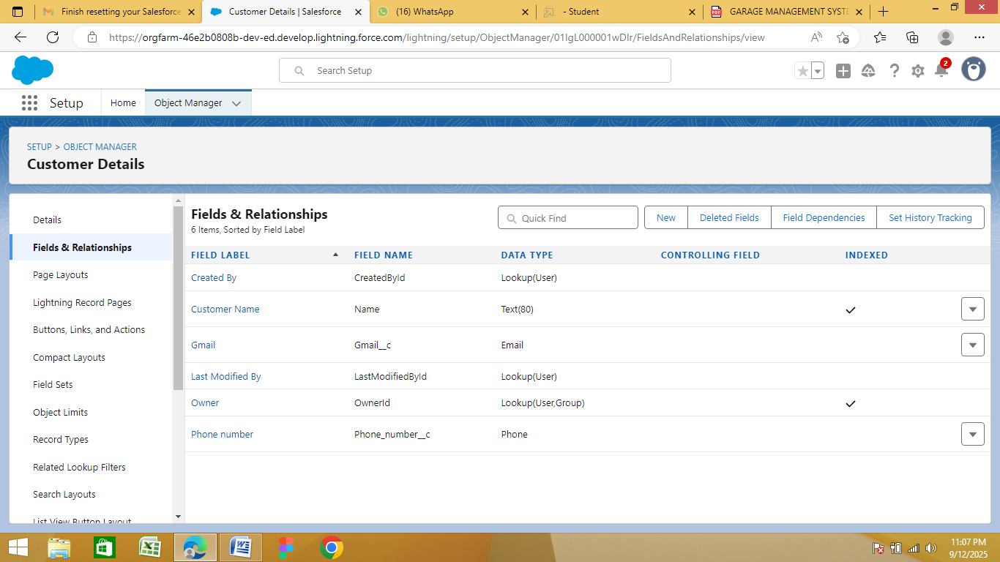 Finish resetting your Salesforce
Customer Details | Salesforce
(16) WhatsApp
- Student
GARAGE MANAGEMENT SYSTE
https://orgfarm-46e2b0808b-dev-ed.develop.lightning.force.com/lightning/setup/ObjectManager/01IgL000001wDIr/FieldsAndRelationships/view
Search Setup
2
Setup
Home
Object Manager
SETUP > OBJECT MANAGER
Customer Details
Details
Fields & Relationships
Page Layouts
Lightning Record Pages
Buttons, Links, and Actions
Compact Layouts
Field Sets
Object Limits
Record Types
Related Lookup Filters
Search Layouts
List View Button Layout
Fields & Relationships
6 Items, Sorted by Field Label
Quick Find
New
Deleted Fields
Field Dependencies
Set History Tracking
FIELD LABEL FIELD NAME DATA TYPE CONTROLLING FIELD INDEXED
Created By CreatedById Lookup(User)
Customer Name Name Text(80)
Gmail Gmail__c Email
Last Modified By LastModifiedById Lookup(User)
Owner OwnerId Lookup(User,Group)
Phone number Phone_number__c Phone
11:07 PM
9/12/2025